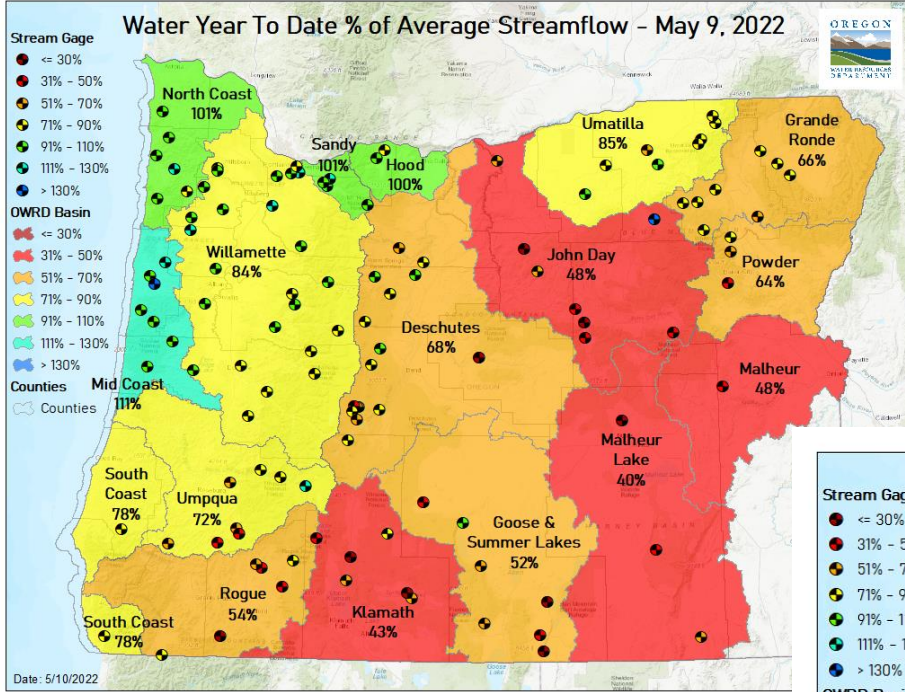 Water Year To Date % of Average Streamflow - May 9, 2022
OREGON
WATER RESOURCES
DEPARTMENT
Stream Gage
<= 30%
31% - 50%
51% - 70%
71% - 90%
91% - 110%
111% - 130%
> 130%
OWRD Basin
<= 30%
31% - 50%
51% - 70%
71% - 90%
91% - 110%
111% - 130%
> 130%
Counties
Counties
North Coast
101%
Sandy
101%
Hood
100%
Umatilla
85%
Grande
Ronde
66%
Willamette
84%
John Day
48%
Powder
64%
Deschutes
68%
Mid Coast
111%
Malheur
48%
Malheur
Lake
40%
South
Coast
78%
Umpqua
72%
Goose &
Summer Lakes
52%
Rogue
54%
Klamath
43%
South Coast
78%
Date: 5/10/2022
Stream Gag
<= 30%
31% - 5
51% - 7
71% - 9
91% - 1
111% - 1
> 130%